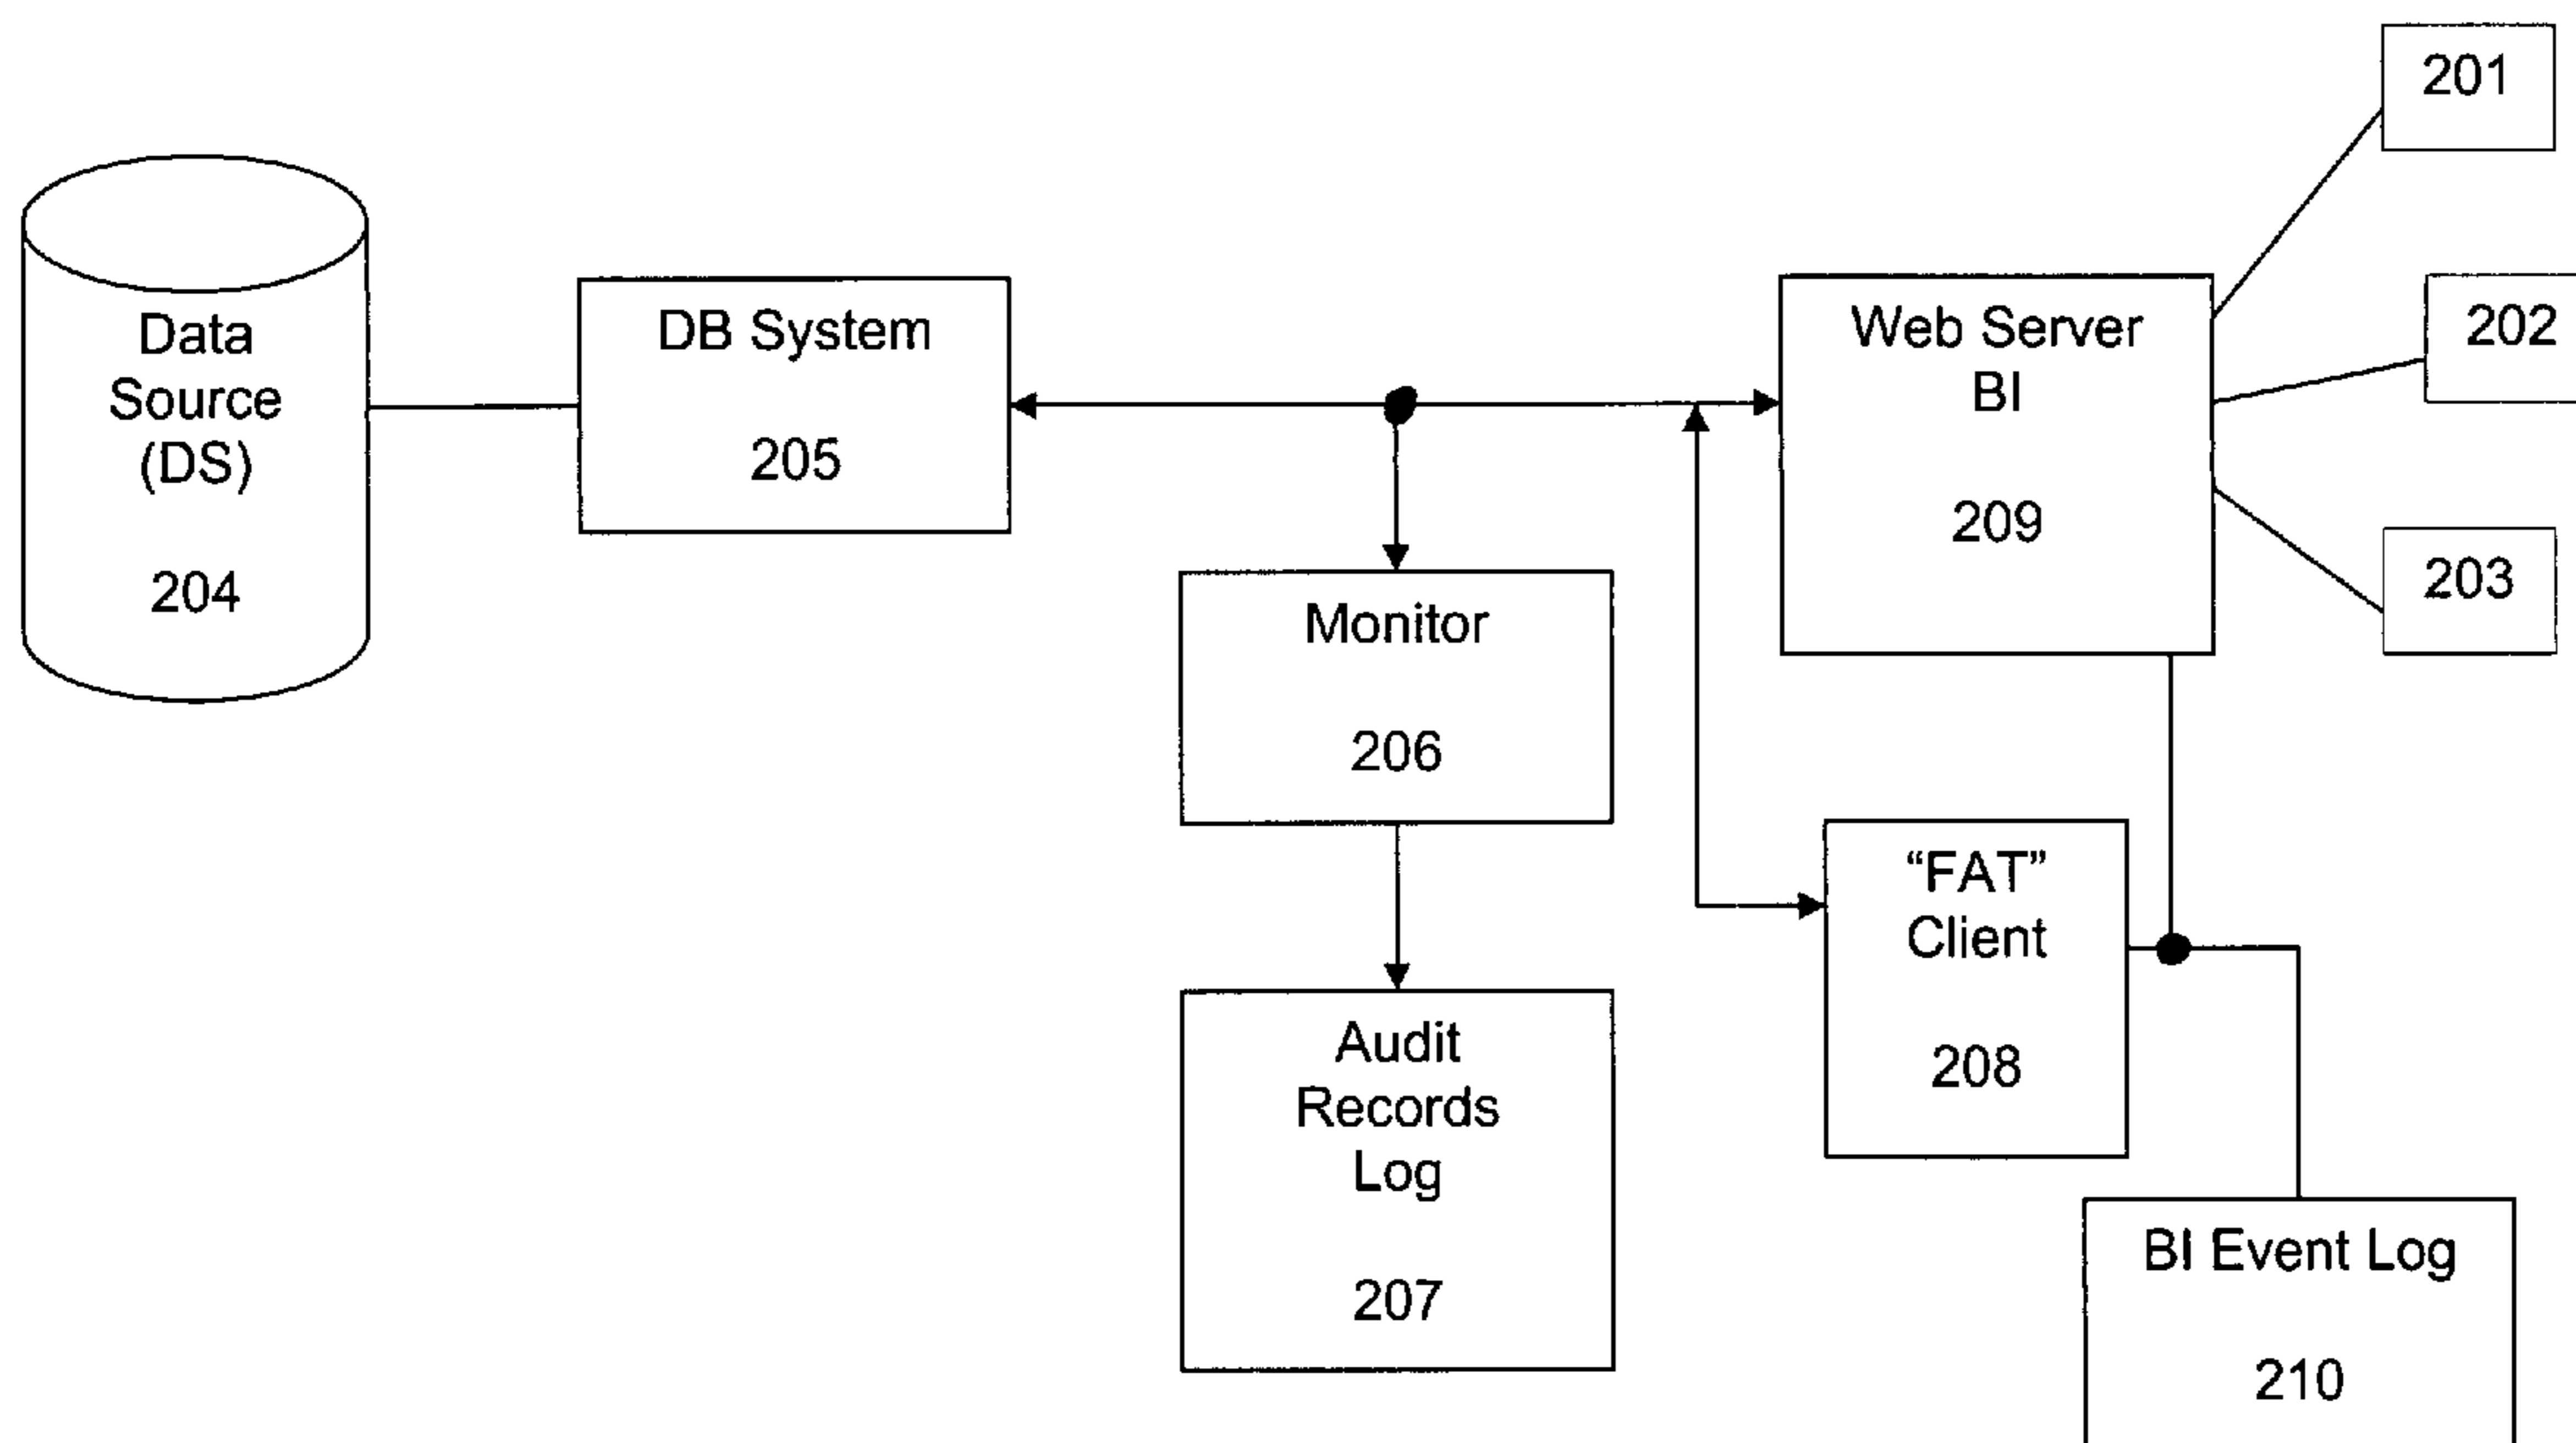 201
Data
Source
(DS)
204
DB System
205
Web Server
BI
209
202
203
Monitor
206
"FAT"
Client
208
Audit
Records
Log
207
BI Event Log
210